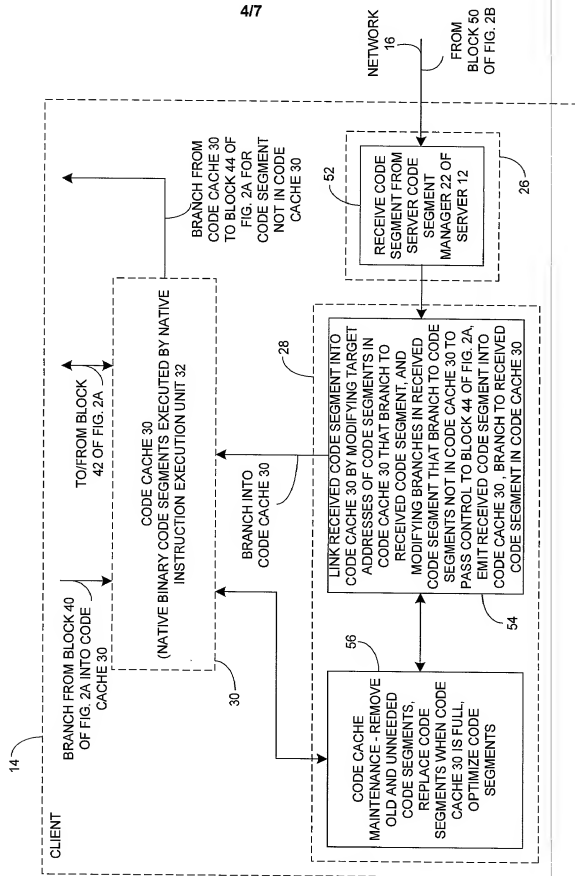 4/7
14
CLIENT
BRANCH FROM BLOCK 40
OF FIG. 2A INTO CODE
CACHE 30
TO/FROM BLOCK
42 OF FIG. 2A
BRANCH FROM
CODE CACHE 30
TO BLOCK 44 OF
FIG. 2A FOR
CODE SEGMENT
NOT IN CODE
CACHE 30
CODE CACHE 30
(NATIVE BINARY CODE SEGMENTS EXECUTED BY NATIVE
INSTRUCTION EXECUTION UNIT 32
30
BRANCH INTO
CODE CACHE 30
28
56
CODE CACHE
MAINTENANCE - REMOVE
OLD AND UNNEEDED
CODE SEGMENTS,
REPLACE CODE
SEGMENTS WHEN CODE
CACHE 30 IS FULL,
OPTIMIZE CODE
SEGMENTS
LINK RECEIVED CODE SEGMENT INTO
CODE CACHE 30 BY MODIFYING TARGET
ADDRESSES OF CODE SEGMENTS IN
CODE CACHE 30 THAT BRANCH TO
RECEIVED CODE SEGMENT, AND
MODIFYING BRANCHES IN RECEIVED
CODE SEGMENT THAT BRANCH TO CODE
SEGMENTS NOT IN CODE CACHE 30 TO
PASS CONTROL TO BLOCK 44 OF FIG. 2A,
EMIT RECEIVED CODE SEGMENT INTO
CODE CACHE 30, BRANCH TO RECEIVED
CODE SEGMENT IN CODE CACHE 30
54
52
RECEIVE CODE
SEGMENT FROM
SERVER CODE
SEGMENT
MANAGER 22 OF
SERVER 12
26
NETWORK
16
FROM
BLOCK 50
OF FIG. 2B